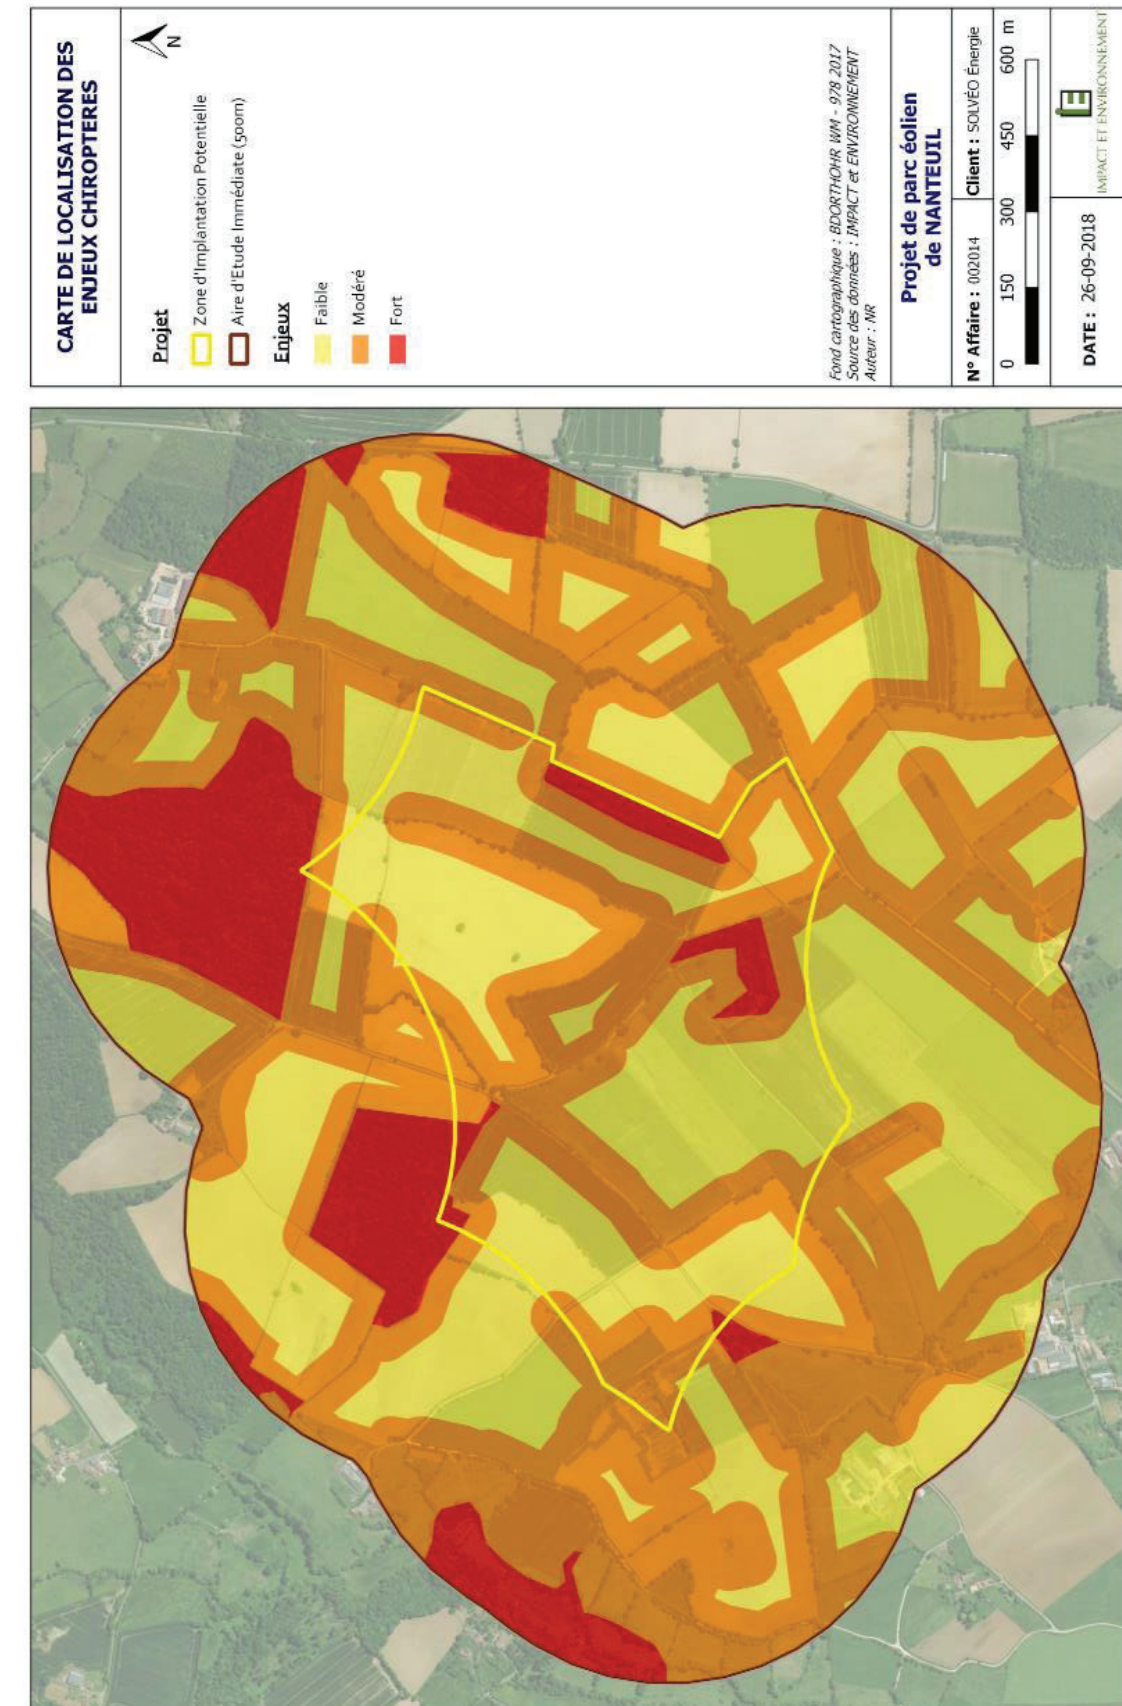 CARTE DE LOCALISATION DES
ENJEUX CHIROPTERES
N
Projet
Zone d'Implantation Potentielle
Aire d'Etude Immédiate (500m)
Enjeux
Faible
Modéré
Fort
Fond cartographique : BDORTHOHR WM - 978 2017
Source des données : IMPACT et ENVIRONNEMENT
Auteur : NR
Projet de parc éolien
de NANTEUIL
N° Affaire : 002014
Client : SOLVÉO Énergie
0 150 300 450 600 m
DATE : 26-09-2018
IE
IMPACT ET ENVIRONNEMENT